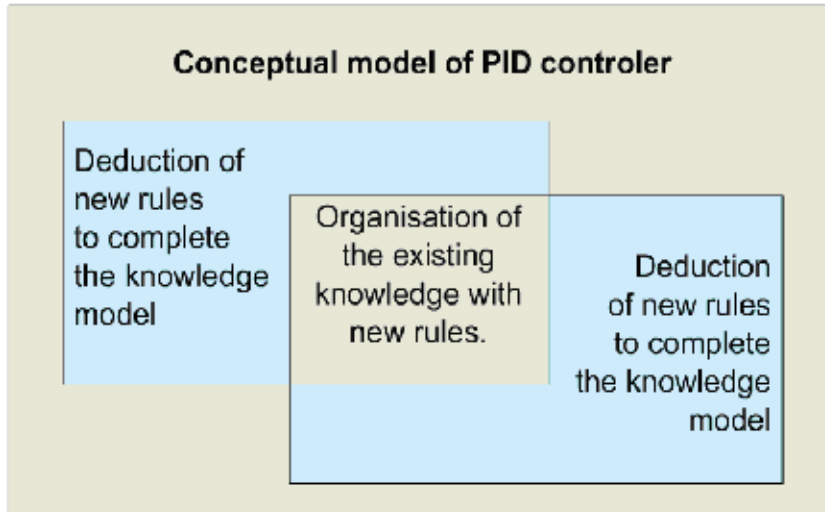 Conceptual model of PID controler
Deduction of
new rules
to complete
the knowledge
model
Organisation of
the existing
knowledge with
new rules.
Deduction
of new rules
to complete
the knowledge
model